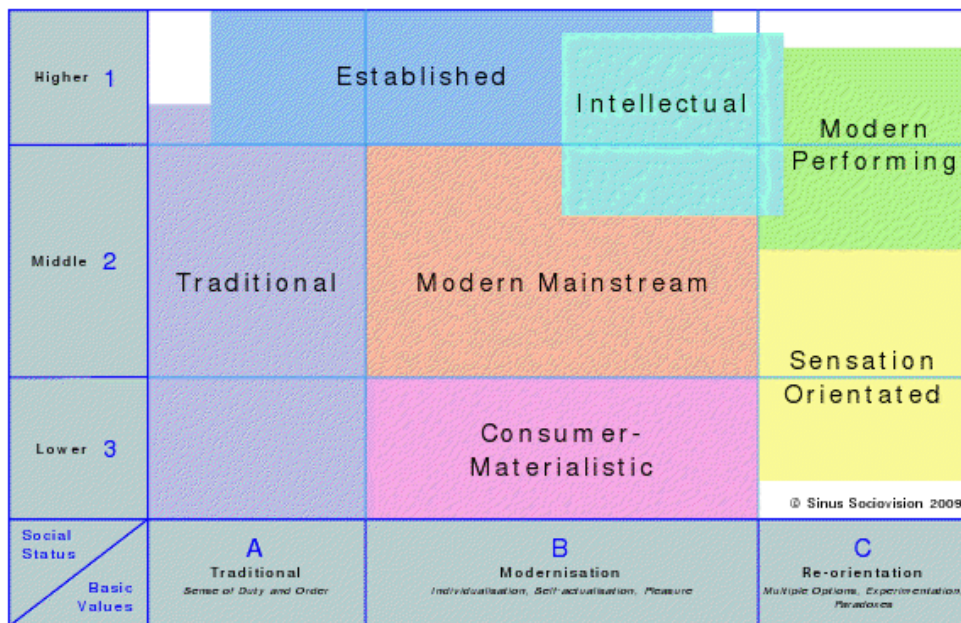 Higher 1
Established
Intellectual
Modern
Performing
Middle 2
Traditional
Modern Mainstream
Sensation
Orientated
Lower 3
Consumer-
Materialistic
© Sinus Sociovision 2009
Social
Status
Basic
Values
A
Traditional
Sense of Duty and Order
B
Modernisation
Individualisation, Self-actualisation, Pleasure
C
Re-orientation
Multiple Options, Experimentation,
Paradoxes